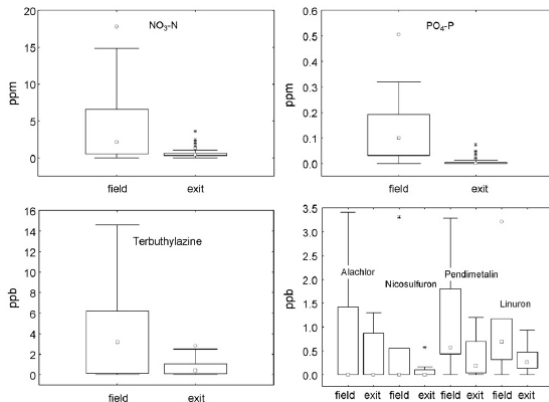 NO3-N
20
15
10
5
0
ppm
field exit
PO4-P
0.6
0.5
0.4
0.3
0.2
0.1
0.0
ppm
field exit
Terbuthylazine
16
14
12
10
8
6
4
2
0
ppb
field exit
3.5
3.0
2.5
2.0
1.5
1.0
0.5
0.0
ppb
Alachlor
Nicosulfuron
Pendimetalin
Linuron
field exit field exit field exit field exit